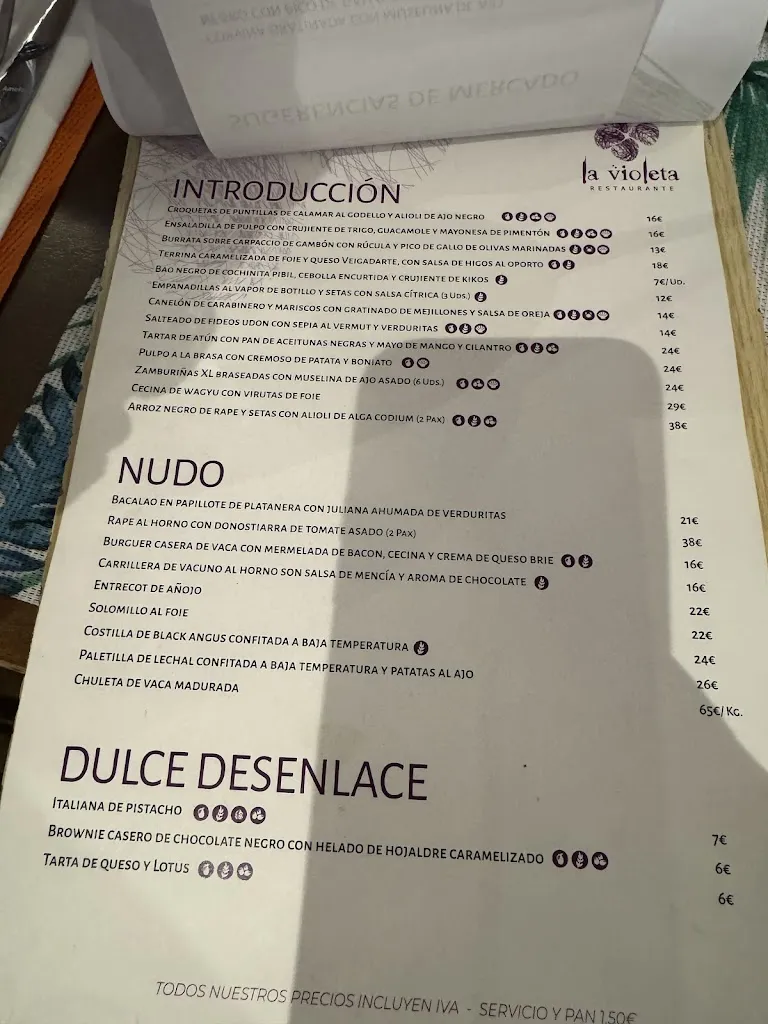 CORVINA GRATINADA CON MUSELINA DE AJO
SUGERENCIAS DE MERCADO
la violeta
RESTAURANTE
INTRODUCCIÓN
CROQUETAS DE PUNTILLAS DE CALAMAR AL GODELLO Y ALIOLI DE AJO NEGRO 16€
ENSALADILLA DE PULPO CON CRUJIENTE DE TRIGO, GUACAMOLE Y MAYONESA DE PIMENTÓN 16€
BURRATA SOBRE CARPACCIO DE GAMBÓN CON RÚCULA Y PICO DE GALLO DE OLIVAS MARINADAS 13€
TERRINA CARAMELIZADA DE FOIE Y QUESO VEIGADARTE, CON SALSA DE HIGOS AL OPORTO 18€
BAO NEGRO DE COCHINITA PIBIL, CEBOLLA ENCURTIDA Y CRUJIENTE DE KIKOS 7€/UD.
EMPANADILLAS AL VAPOR DE BOTILLO Y SETAS CON SALSA CÍTRICA (3 UDS.) 12€
CANELÓN DE CARABINERO Y MARISCOS CON GRATINADO DE MEJILLONES Y SALSA DE OREJA 14€
SALTEADO DE FIDEOS UDON CON SEPIA AL VERMUT Y VERDURITAS 14€
TARTAR DE ATÚN CON PAN DE ACEITUNAS NEGRAS Y MAYO DE MANGO Y CILANTRO 24€
PULPO A LA BRASA CON CREMOSO DE PATATA Y BONIATO 24€
ZAMBURIÑAS XL BRASEADAS CON MUSELINA DE AJO ASADO (6 UDS.) 24€
CECINA DE WAGYU CON VIRUTAS DE FOIE 29€
ARROZ NEGRO DE RAPE Y SETAS CON ALIOLI DE ALGA CODIUM (2 PAX) 38€
NUDO
BACALAO EN PAPILLOTE DE PLATANERA CON JULIANA AHUMADA DE VERDURITAS 21€
RAPE AL HORNO CON DONOSTIARRA DE TOMATE ASADO (2 PAX) 38€
BURGUER CASERA DE VACA CON MERMELADA DE BACON, CECINA Y CREMA DE QUESO BRIE 16€
CARRILLERA DE VACUNO AL HORNO SON SALSA DE MENCÍA Y AROMA DE CHOCOLATE 16€
ENTRECOT DE AÑOJO 22€
SOLOMILLO AL FOIE 22€
COSTILLA DE BLACK ANGUS CONFITADA A BAJA TEMPERATURA 24€
PALETILLA DE LECHAL CONFITADA A BAJA TEMPERATURA Y PATATAS AL AJO 26€
CHULETA DE VACA MADURADA 65€/KG.
DULCE DESENLACE
ITALIANA DE PISTACHO 7€
BROWNIE CASERO DE CHOCOLATE NEGRO CON HELADO DE HOJALDRE CARAMELIZADO 6€
TARTA DE QUESO Y LOTUS 6€
TODOS NUESTROS PRECIOS INCLUYEN IVA - SERVICIO Y PAN 1,50€